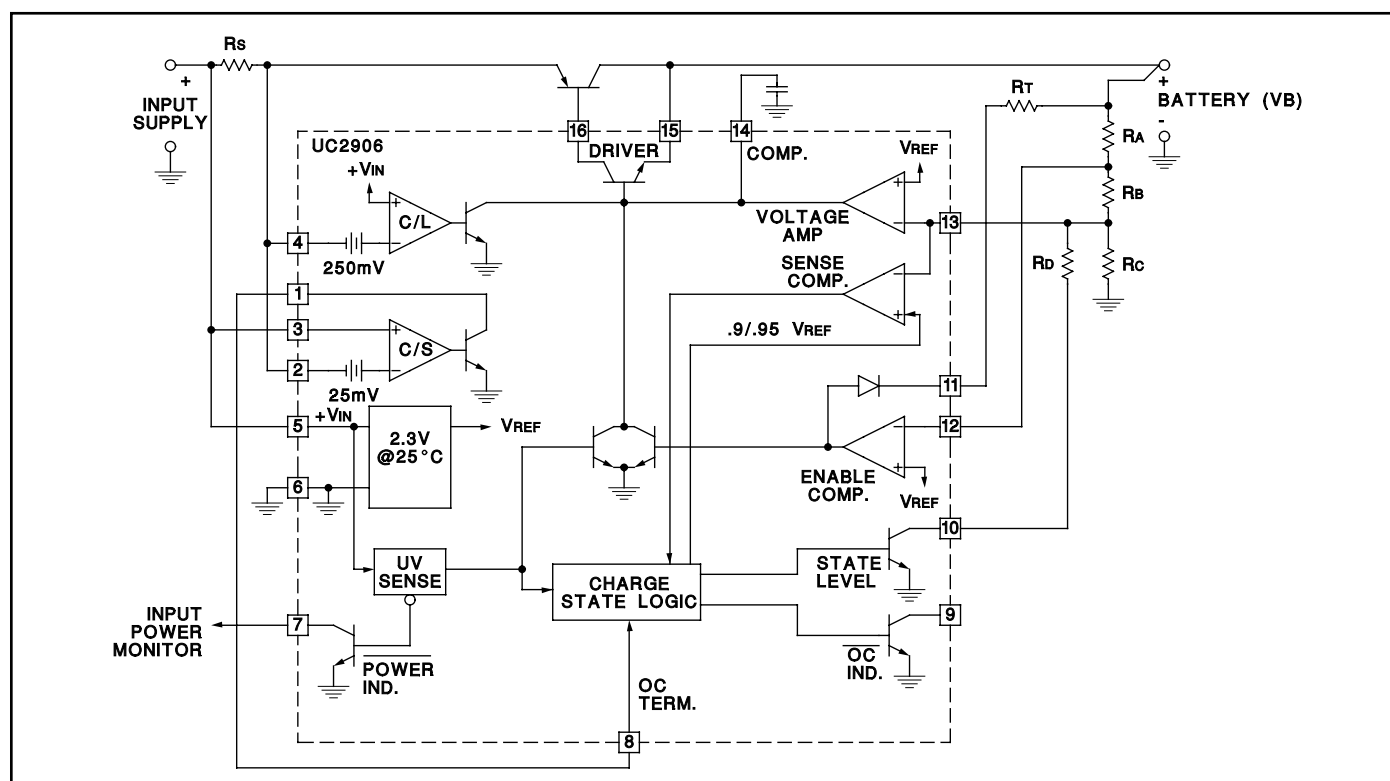 RS
+
INPUT
SUPPLY
RT
+
BATTERY (VB)
-
RA
RB
RC
RD
16
15
14
UC2906
DRIVER
COMP.
VREF
+VIN
+
C/L
-
4
250mV
+
-
VOLTAGE
AMP
13
SENSE
COMP.
-
+
.9/.95 VREF
1
3
+
C/S
-
2
25mV
11
5
+VIN
2.3V
@25°C
VREF
12
-
+
ENABLE
COMP.
VREF
6
10
UV
SENSE
CHARGE
STATE LOGIC
STATE
LEVEL
9
INPUT
POWER
MONITOR
7
POWER
IND.
OC
IND.
OC
TERM.
8